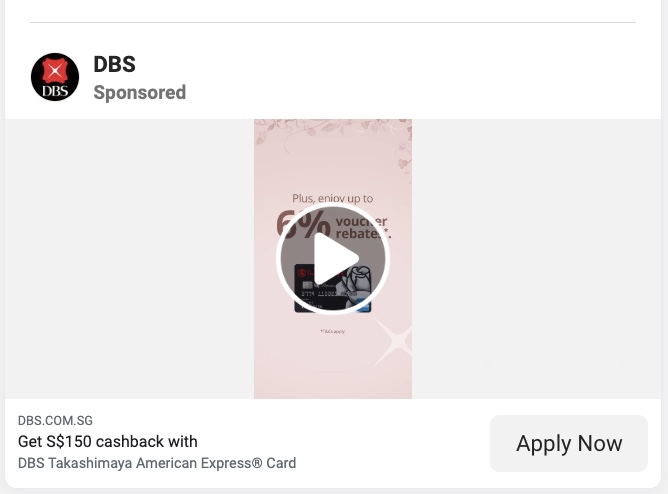 DBS
DBS
Sponsored
Plus, enjoy up to
6% voucher
rebates*.
*T&Cs apply.
DBS.COM.SG
Get S$150 cashback with
DBS Takashimaya American Express® Card
Apply Now